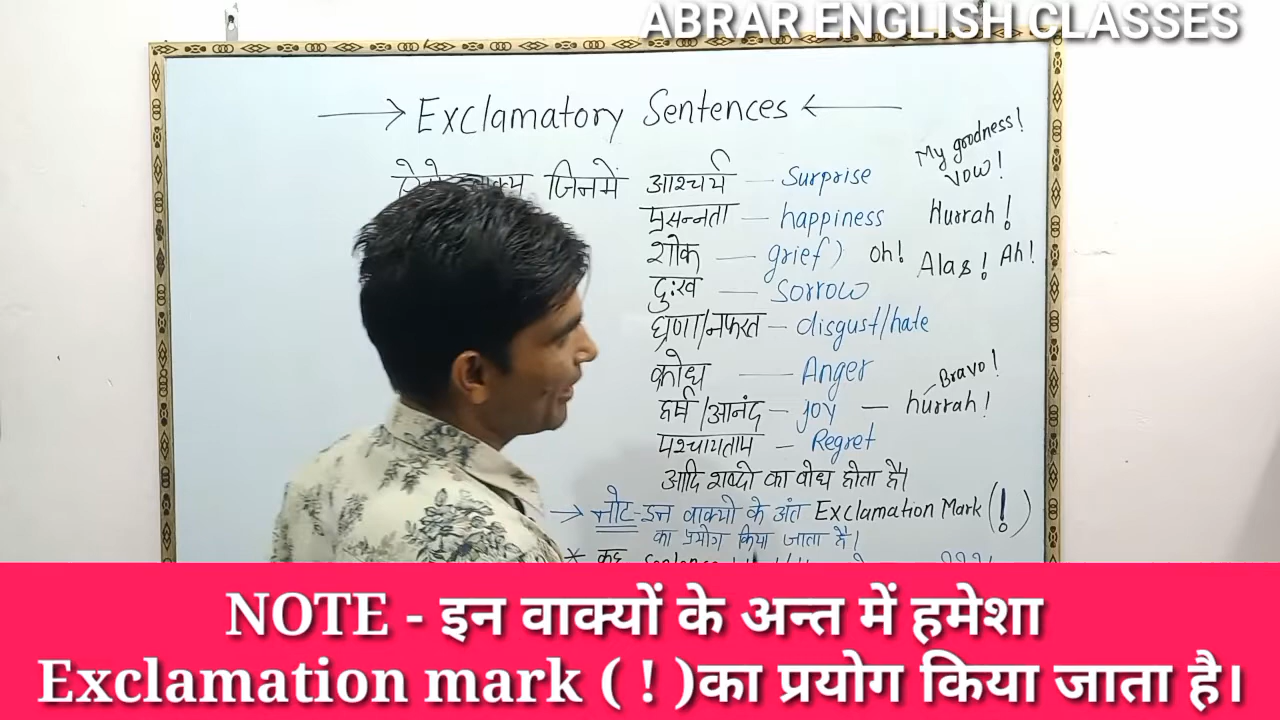 ABRAR ENGLISH CLASSES
→ Exclamatory Sentences ←
जिनमें आश्चर्य — Surprise
My goodness!
vow!
प्रसन्नता — happiness
Hurrah!
शोक — grief) oh! Alas! Ah!
दुःख — Sorrow
घृणा/नफरत — disgust/hate
क्रोध — Anger
Bravo!
हर्ष/आनंद — joy — hurrah!
पश्चायताप — Regret
आदि शब्दो का बोध होता है।
→ नोट-इन वाक्यो के अंत Exclamation Mark (!)
का प्रयोग किया जाता है।
* कुछ
NOTE - इन वाक्यों के अन्त में हमेशा
Exclamation mark ( ! )का प्रयोग किया जाता है।